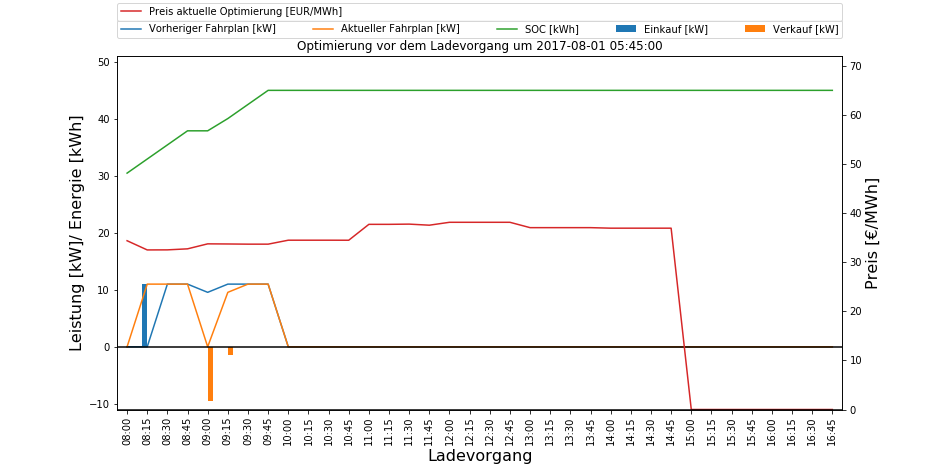 Preis aktuelle Optimierung [EUR/MWh]
Vorheriger Fahrplan [kW] Aktueller Fahrplan [kW] SOC [kWh] Einkauf [kW] Verkauf [kW]
Optimierung vor dem Ladevorgang um 2017-08-01 05:45:00
Leistung [kW]/ Energie [kWh]
50
40
30
20
10
0
−10
70
60
50
40
30
20
10
0
Preis [€/MWh]
08:00 08:15 08:30 08:45 09:00 09:15 09:30 09:45 10:00 10:15 10:30 10:45 11:00 11:15 11:30 11:45 12:00 12:15 12:30 12:45 13:00 13:15 13:30 13:45 14:00 14:15 14:30 14:45 15:00 15:15 15:30 15:45 16:00 16:15 16:30 16:45
Ladevorgang